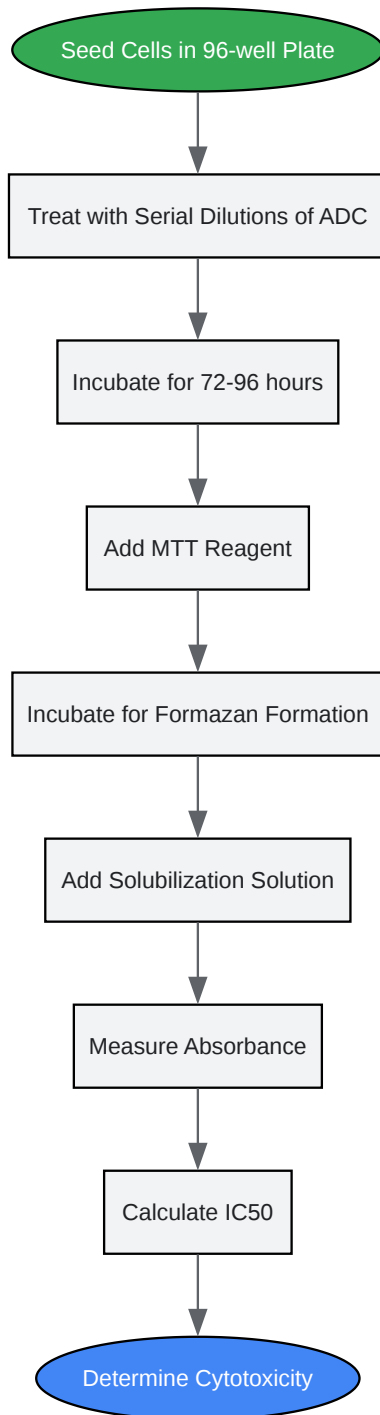 Seed Cells in 96-well Plate
Treat with Serial Dilutions of ADC
Incubate for 72-96 hours
Add MTT Reagent
Incubate for Formazan Formation
Add Solubilization Solution
Measure Absorbance
Calculate IC50
Determine Cytotoxicity